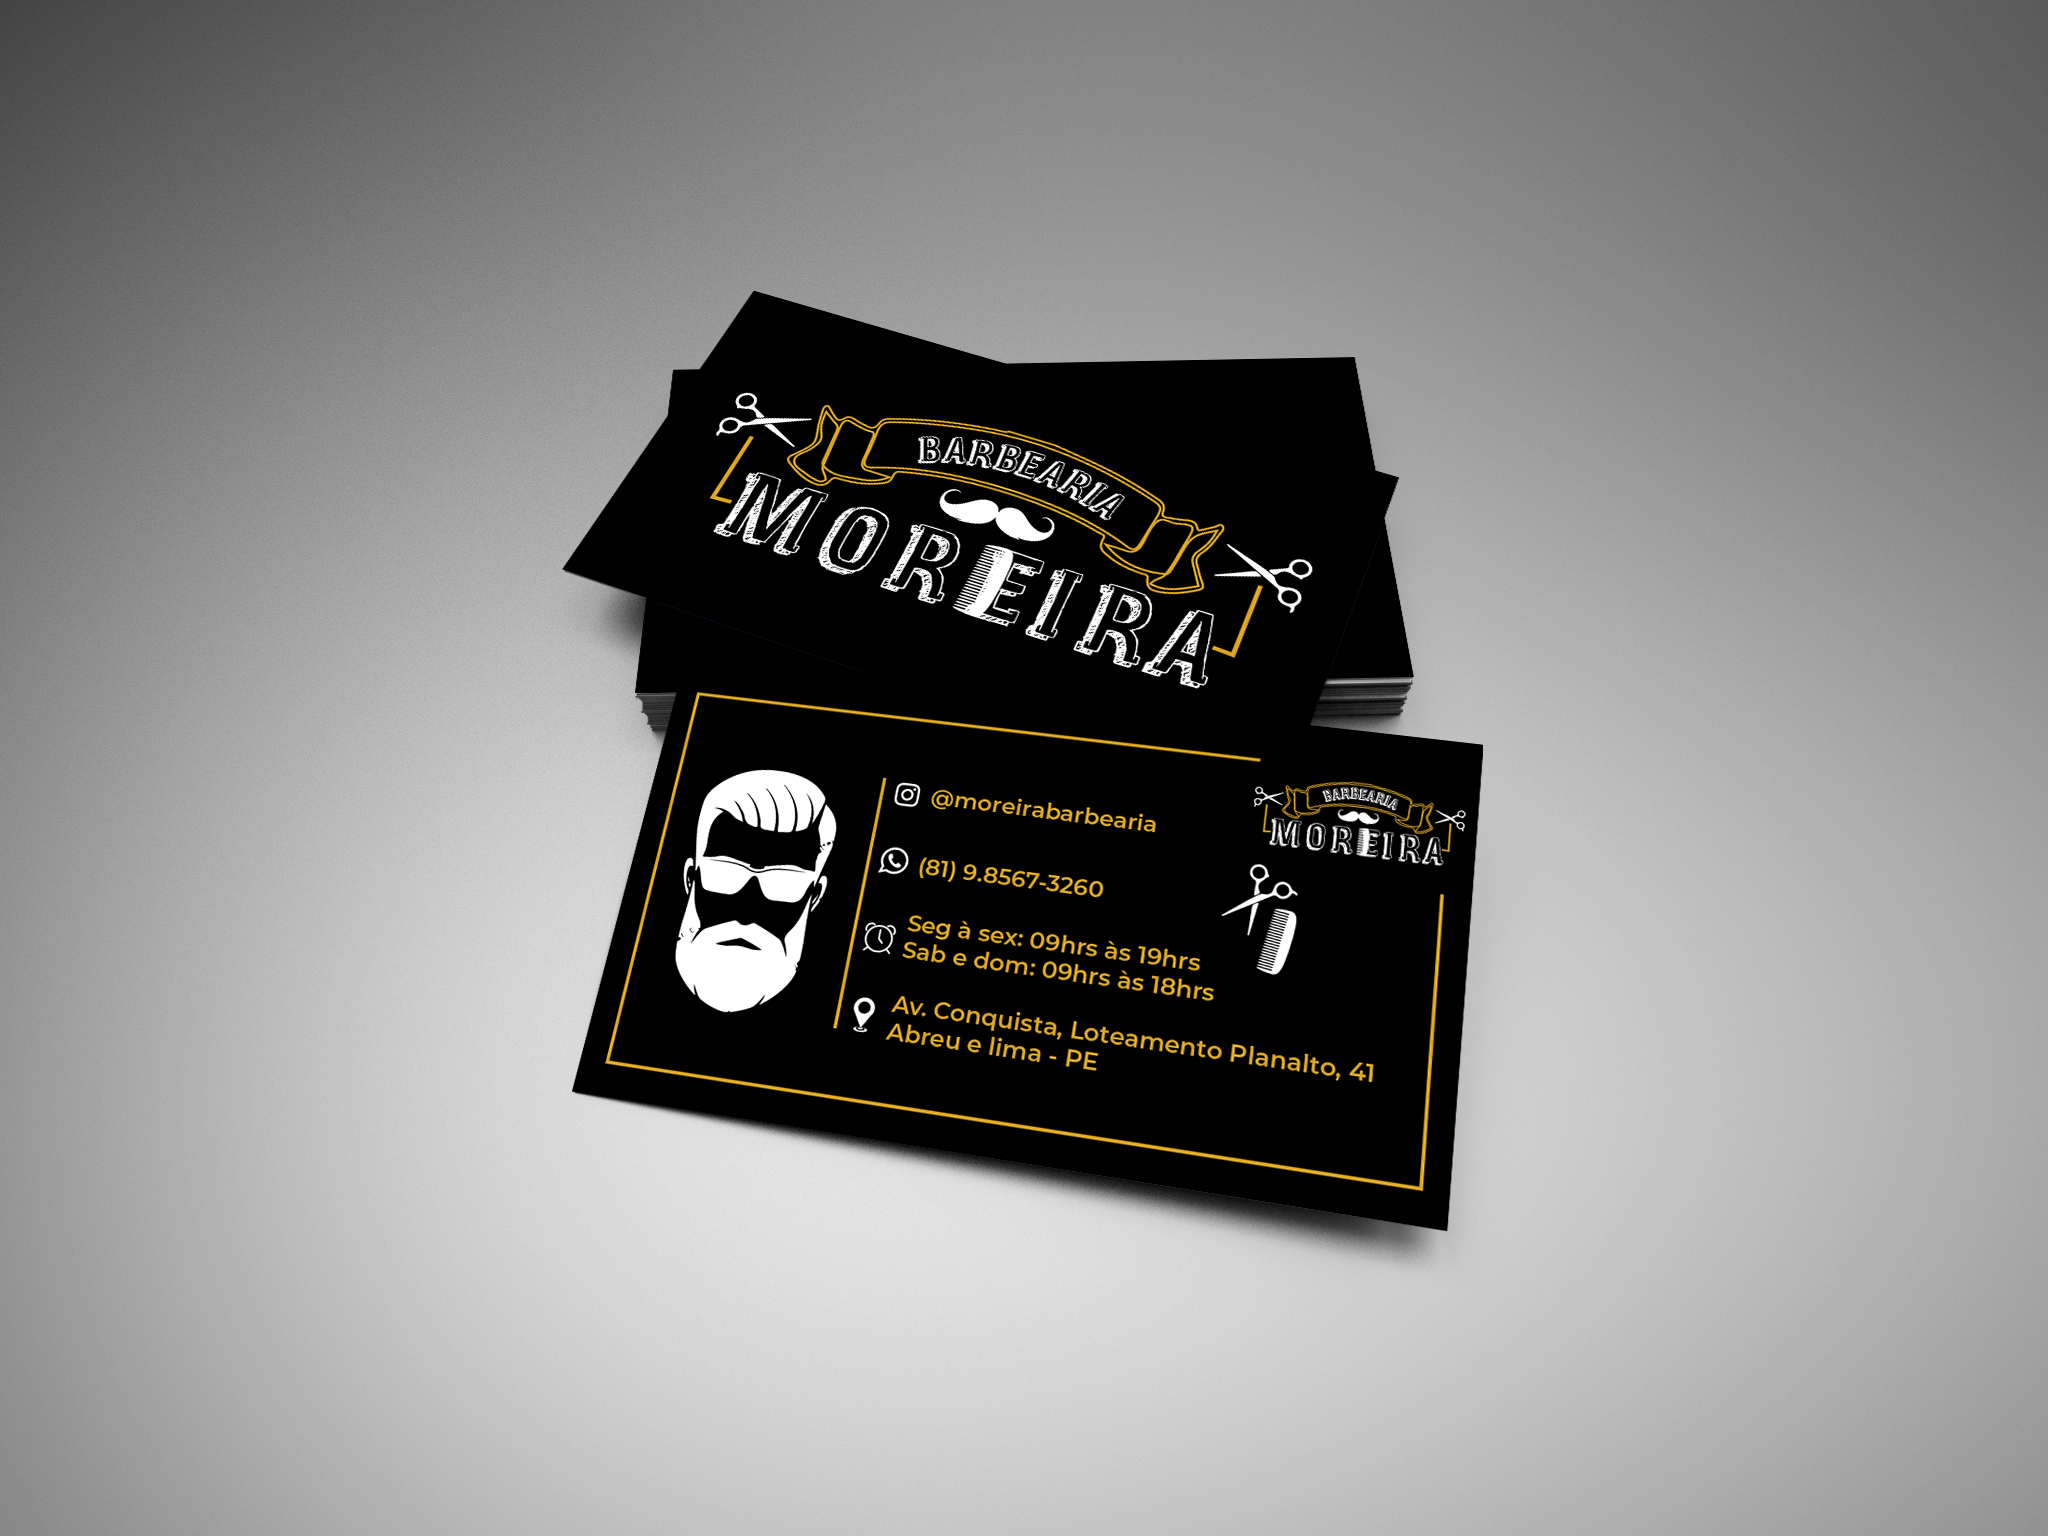 BARBEARIA
MOREIRA
BARBEARIA
MOREIRA
@moreirabarbearia
(81) 9.8567-3260
Seg à sex: 09hrs às 19hrs
Sab e dom: 09hrs às 18hrs
Av. Conquista, Loteamento Planalto, 41
Abreu e lima - PE